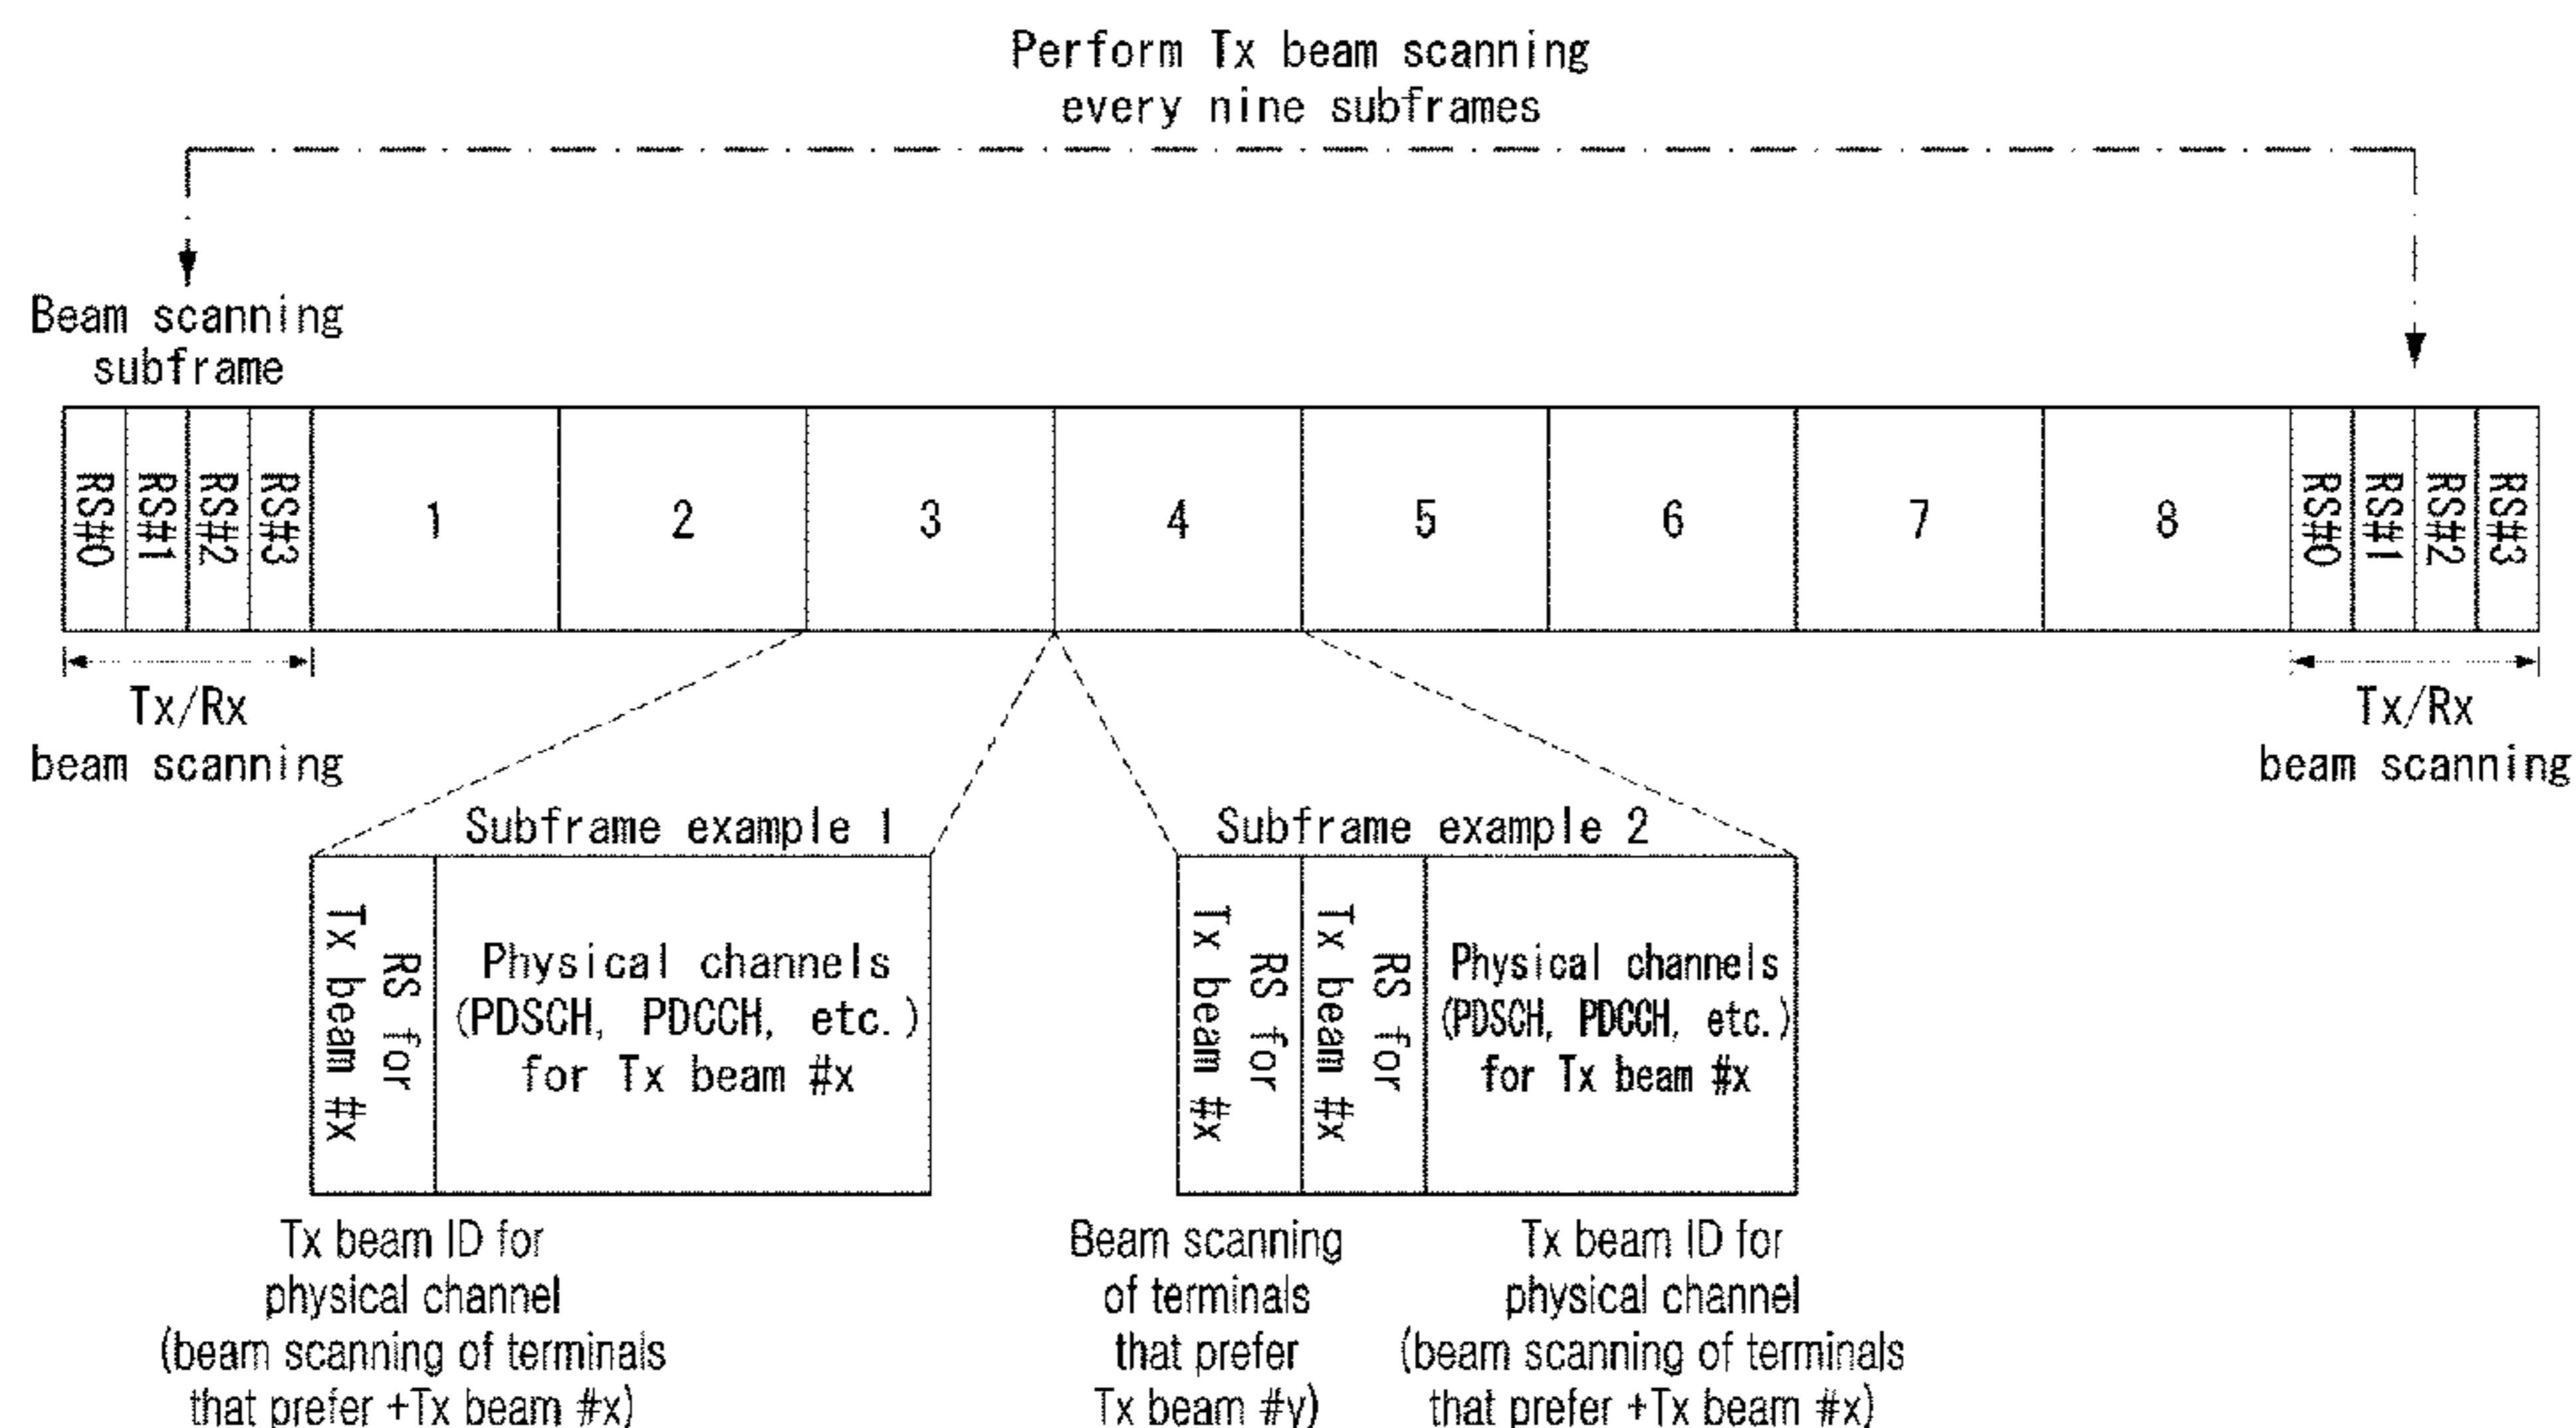 Perform Tx beam scanning
every nine subframes
Beam scanning
subframe
RS#0
RS#1
RS#2
RS#3
1
2
3
4
5
6
7
8
RS#0
RS#1
RS#2
RS#3
Tx/Rx
beam scanning
Tx/Rx
beam scanning
Subframe example 1
RS for
Tx beam #x
Physical channels
(PDSCH, PDCCH, etc.)
for Tx beam #x
Subframe example 2
RS for
Tx beam #x
RS for
Tx beam #x
Physical channels
(PDSCH, PDCCH, etc.)
for Tx beam #x
Tx beam ID for
physical channel
(beam scanning of terminals
that prefer +Tx beam #x)
Beam scanning
of terminals
that prefer
Tx beam #y)
Tx beam ID for
physical channel
(beam scanning of terminals
that prefer +Tx beam #x)